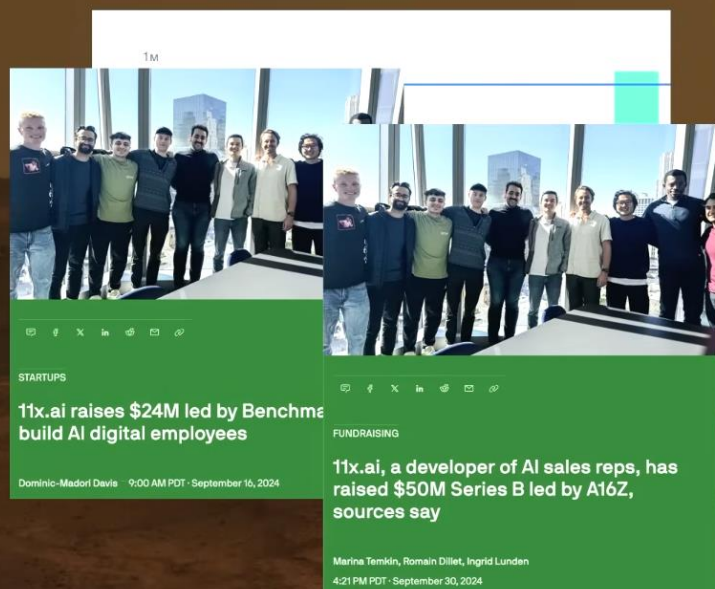 1M
STARTUPS
11x.ai raises $24M led by
build AI digital employees
Dominic-Madori Davis 9:00 AM PDT · September 16, 2024
FUNDRAISING
11x.ai, a developer of AI sales reps, has
raised $50M Series B led by A16Z,
sources say
Marina Temkin, Romain Dillet, Ingrid Lunden
4:21 PM PDT · September 30, 2024